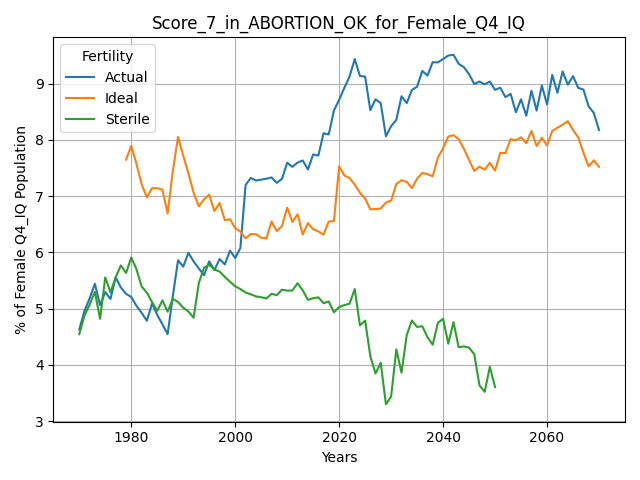 Score_7_in_ABORTION_OK_for_Female_Q4_IQ
% of Female Q4_IQ Population
Fertility
Actual
Ideal
Sterile
9
8
7
6
5
4
3
1980 2000 2020 2040 2060
Years